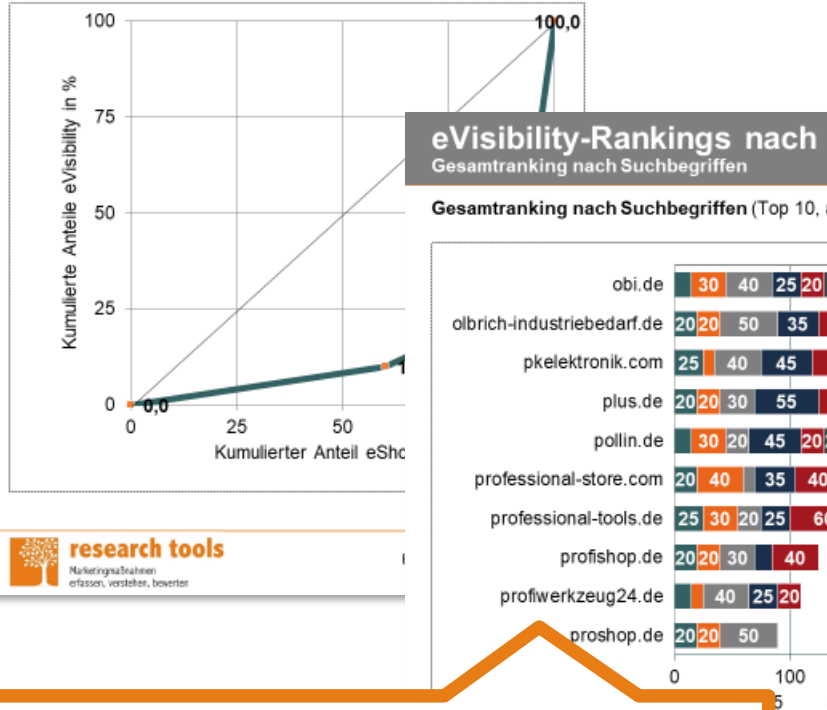 100
75
50
25
0
Kumulierte Anteile eVisibility in %
100,0
0,0
0 25 50
Kumulierter Anteil eSho
research tools
Marketingmaßnahmen
erfassen, verstehen, bewerten
eVisibility-Rankings nach
Gesamtranking nach Suchbegriffen
Gesamtranking nach Suchbegriffen (Top 10,
obi.de 30 40 25 20
olbrich-industriebedarf.de 20 20 50 35
pkelektronik.com 25 40 45
plus.de 20 20 30 55
pollin.de 30 20 45 20
professional-store.com 20 40 35 40
professional-tools.de 25 30 20 25 60
profishop.de 20 20 30 40
profiwerkzeug24.de 40 25 20
proshop.de 20 20 50
0 100